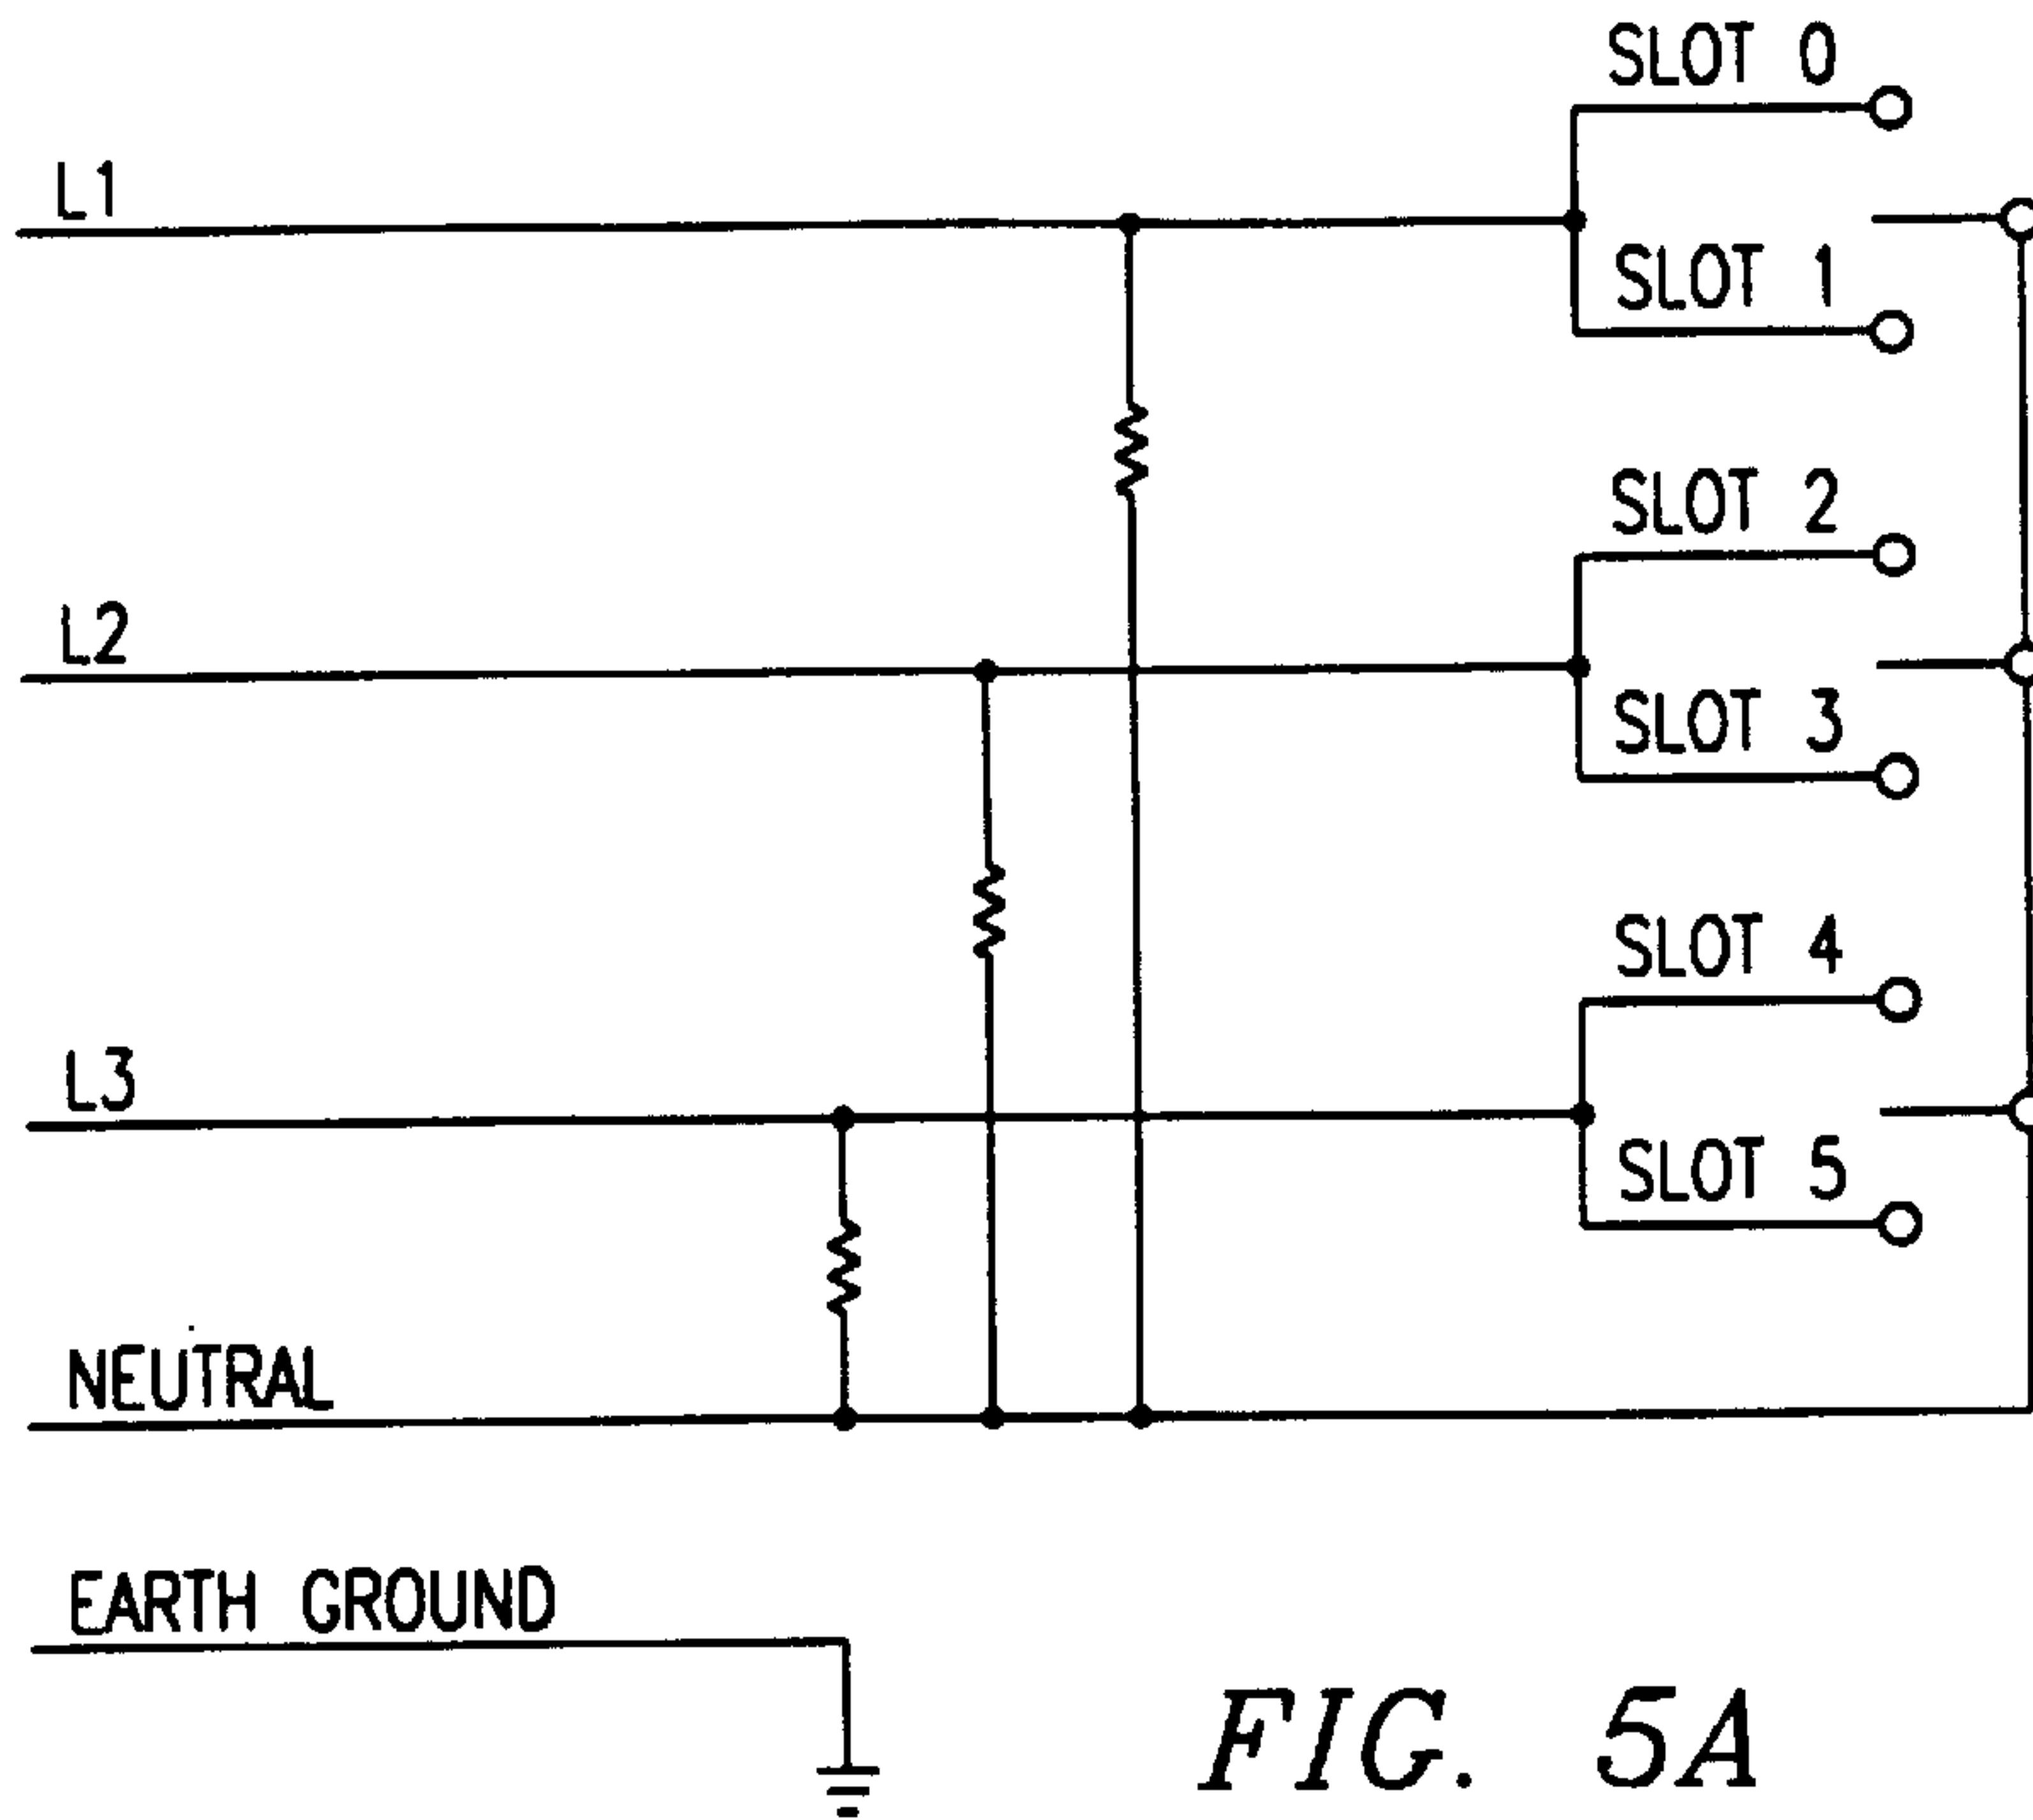 SLOT 0
L1
SLOT 1
SLOT 2
L2
SLOT 3
SLOT 4
L3
SLOT 5
NEUTRAL
EARTH GROUND
FIG. 5A